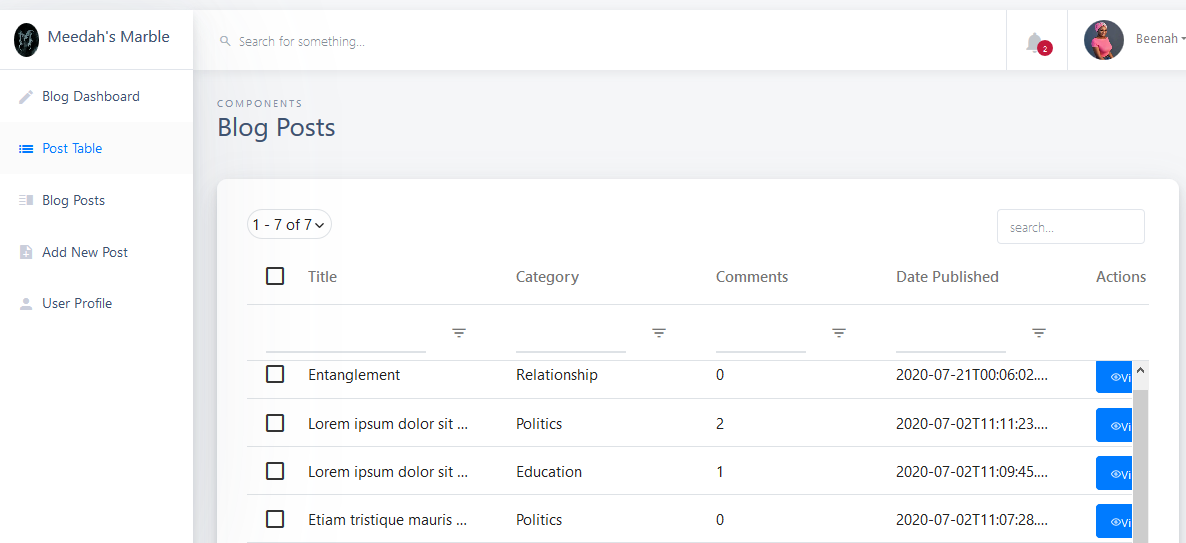 Meedah's Marble
Search for something...
2
Beenah
Blog Dashboard
Post Table
Blog Posts
Add New Post
User Profile
COMPONENTS
Blog Posts
1 - 7 of 7
search...
Title Category Comments Date Published Actions
Entanglement Relationship 0 2020-07-21T00:06:02.... Vi
Lorem ipsum dolor sit ... Politics 2 2020-07-02T11:11:23.... Vi
Lorem ipsum dolor sit ... Education 1 2020-07-02T11:09:45.... Vi
Etiam tristique mauris ... Politics 0 2020-07-02T11:07:28.... Vi